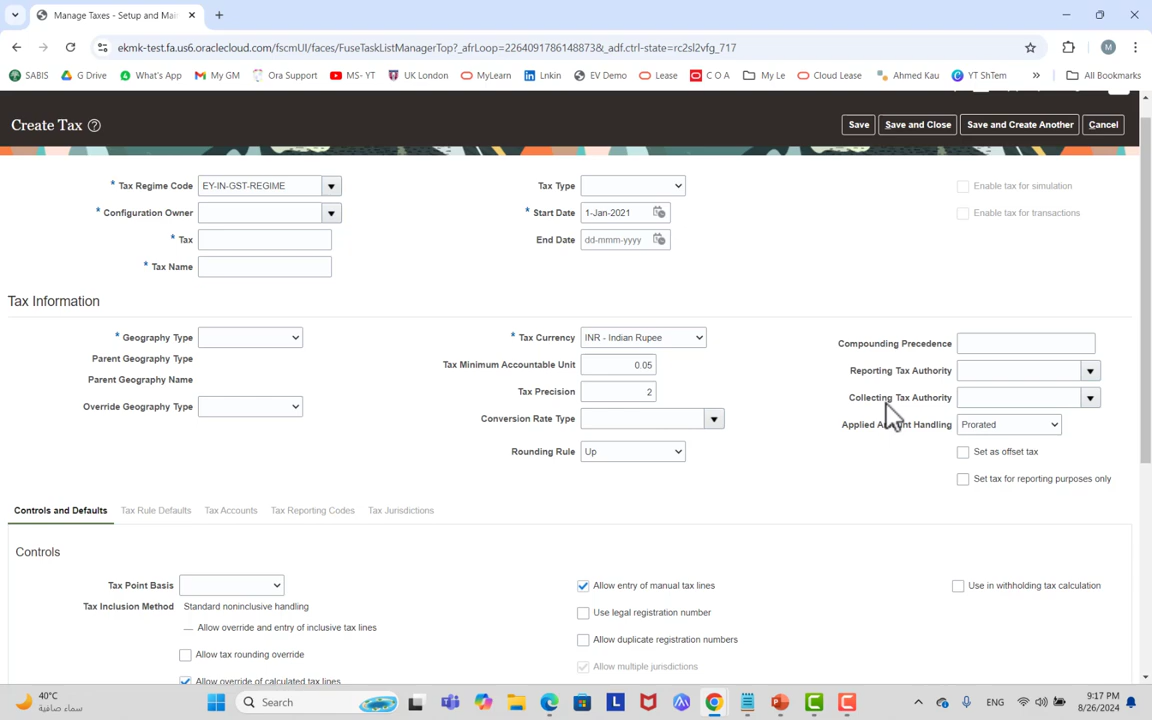 Manage Taxes - Setup and Mai
ekmk-test.fa.us6.oraclecloud.com/fscmUI/faces/FuseTaskListManagerTop?_afrLoop=226409178614887​3&_adf.ctrl-state=rc2sl2vfg_717
M
SABIS G Drive What's App My GM Ora Support MS- YT UK London MyLearn Lnkin EV Demo Lease C O A My Le Cloud Lease Ahmed Kau YT ShTem All Bookmarks
Create Tax
Save Save and Close Save and Create Another Cancel
* Tax Regime Code EY-IN-GST-REGIME Tax Type Enable tax for simulation
* Configuration Owner * Start Date 1-Jan-2021 Enable tax for transactions
* Tax End Date dd-mmm-yyyy
* Tax Name
Tax Information
* Geography Type * Tax Currency INR - Indian Rupee Compounding Precedence
Parent Geography Type Tax Minimum Accountable Unit 0.05 Reporting Tax Authority
Parent Geography Name Tax Precision 2 Collecting Tax Authority
Override Geography Type Conversion Rate Type Applied Handling Prorated
Rounding Rule Up Set as offset tax
Set tax for reporting purposes only
Controls and Defaults Tax Rule Defaults Tax Accounts Tax Reporting Codes Tax Jurisdictions
Controls
Tax Point Basis Allow entry of manual tax lines Use in withholding tax calculation
Tax Inclusion Method Standard noninclusive handling Use legal registration number
Allow override and entry of inclusive tax lines
Allow duplicate registration numbers
Allow tax rounding override
Allow multiple jurisdictions
Allow override of calculated tax lines
40°C
سماء صافية
Search
ENG
9:17 PM
8/26/2024